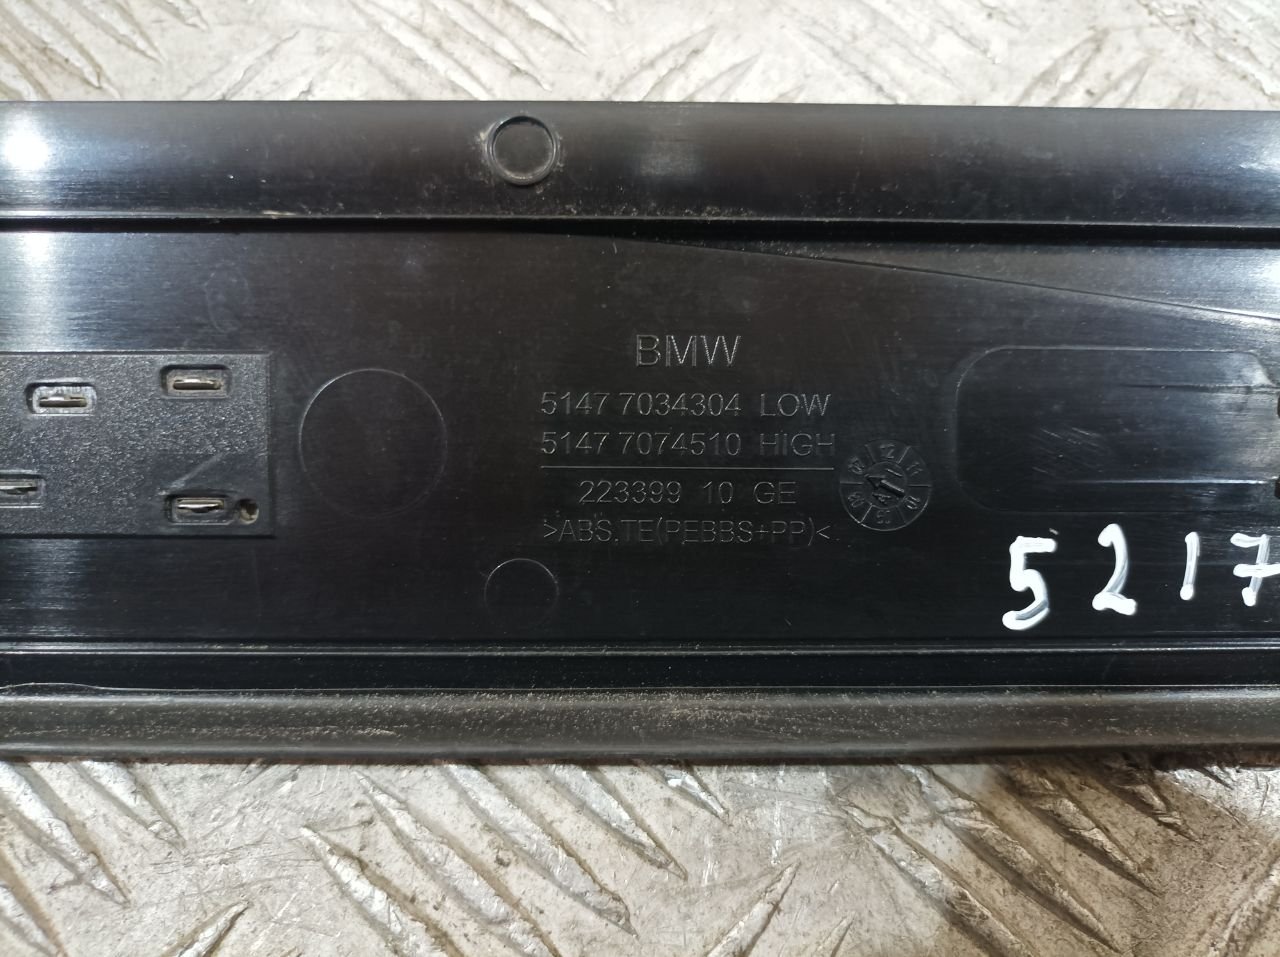 BMW
5147 7034304 LOW
5147 7074510 HIGH
223399 10 GE
>ABS,TE(PEBBS+PP)<
5217